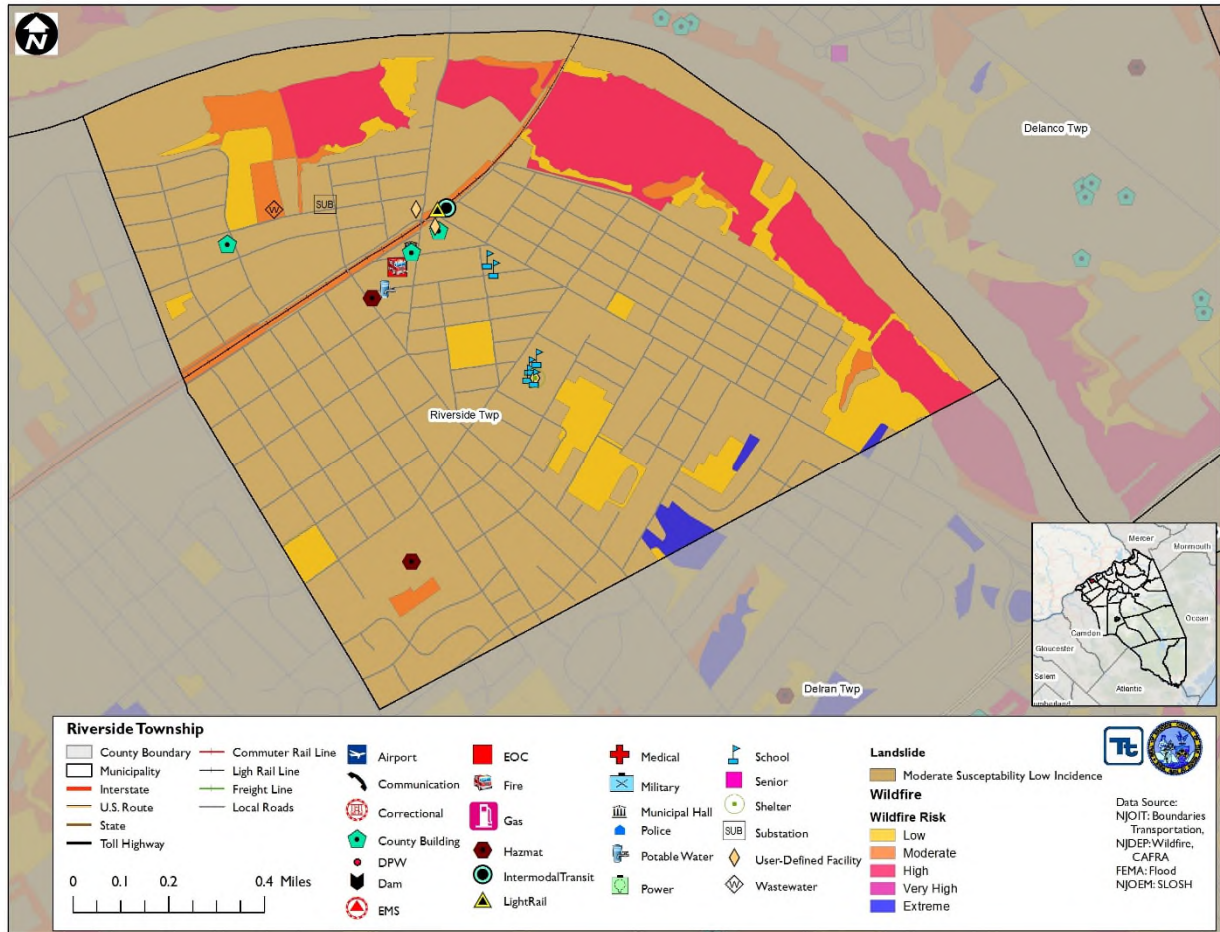 N
Delanco Twp
W
SUB
Riverside Twp
Delran Twp
Mercer
Monmouth
Ocean
Camden
Gloucester
Salem
Atlantic
Riverside Township
County Boundary
Municipality
Interstate
U.S. Route
State
Toll Highway
Commuter Rail Line
Ligh Rail Line
Freight Line
Local Roads
0 0.1 0.2 0.4 Miles
Airport
Communication
Correctional
County Building
DPW
Dam
EMS
EOC
Fire
Gas
Hazmat
IntermodalTransit
LightRail
Medical
Military
Municipal Hall
Police
Potable Water
Power
School
Senior
Shelter
SUB Substation
User-Defined Facility
W Wastewater
Landslide
Moderate Susceptability Low Incidence
Wildfire
Wildfire Risk
Low
Moderate
High
Very High
Extreme
Tt
Data Source:
NJOIT: Boundaries
Transportation,
NJDEP:Wildfire,
CAFRA
FEMA: Flood
NJOEM: SLOSH